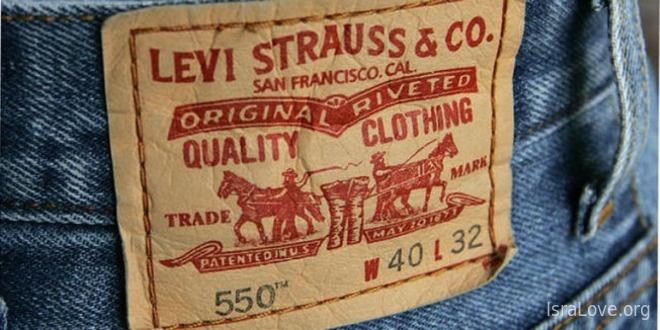 LEVI STRAUSS & CO.
SAN FRANCISCO. CAL.
ORIGINAL RIVETED
QUALITY CLOTHING
TRADE MARK
PATENTED IN U.S. MAY 20 1873
W 40 L 32
550™
IsraLove.org